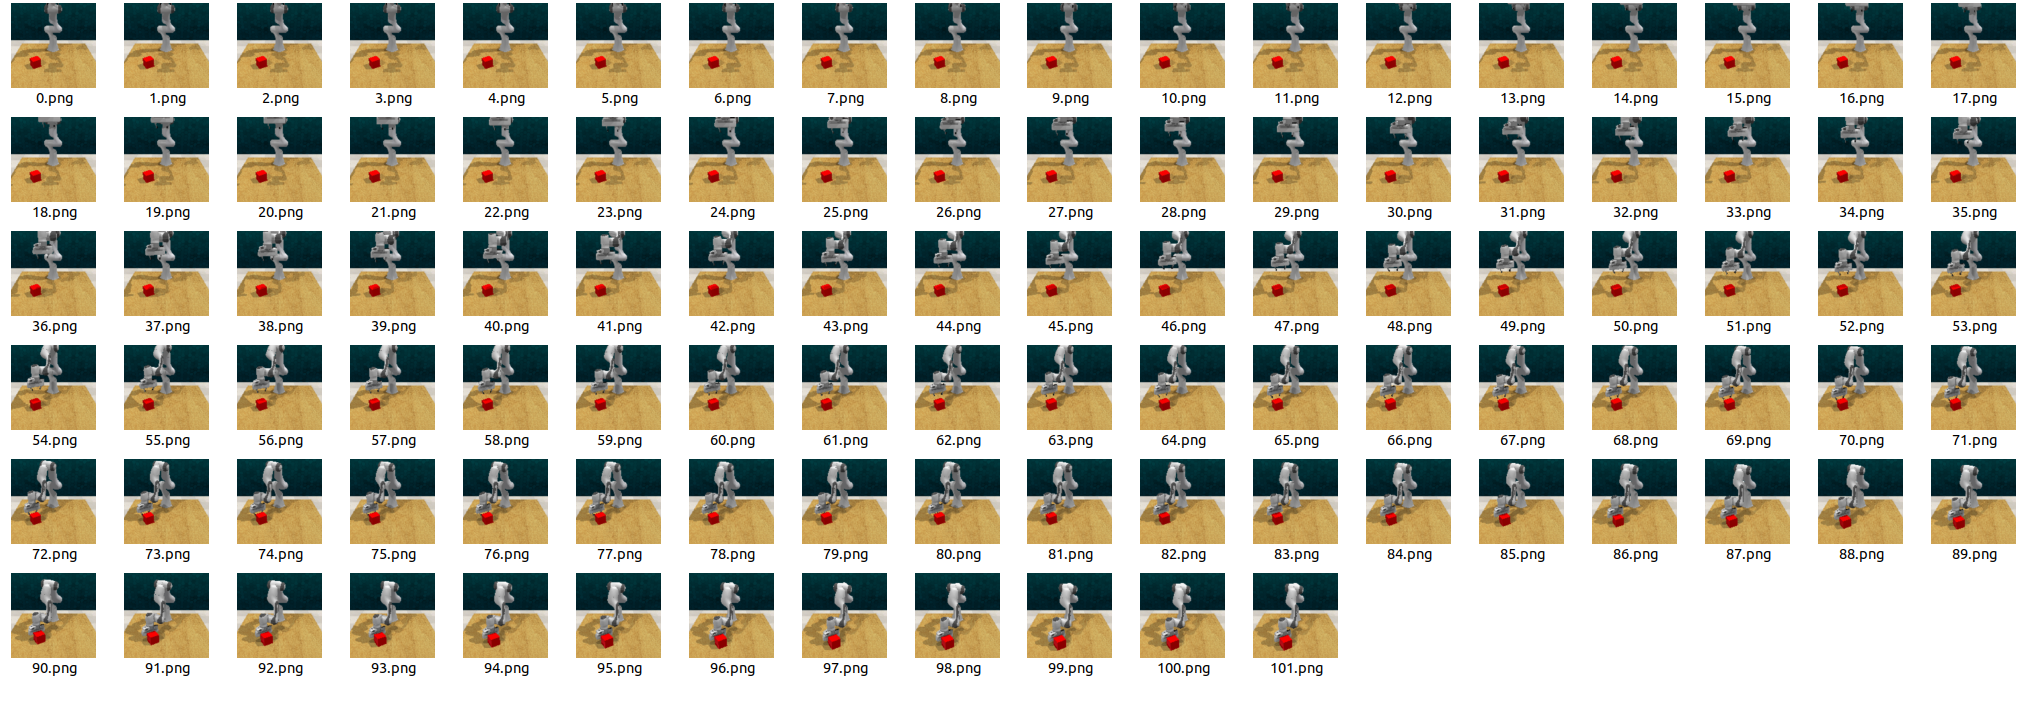 0.png 1.png 2.png 3.png 4.png 5.png 6.png 7.png 8.png 9.png 10.png 11.png 12.png 13.png 14.png 15.png 16.png 17.png
18.png 19.png 20.png 21.png 22.png 23.png 24.png 25.png 26.png 27.png 28.png 29.png 30.png 31.png 32.png 33.png 34.png 35.png
36.png 37.png 38.png 39.png 40.png 41.png 42.png 43.png 44.png 45.png 46.png 47.png 48.png 49.png 50.png 51.png 52.png 53.png
54.png 55.png 56.png 57.png 58.png 59.png 60.png 61.png 62.png 63.png 64.png 65.png 66.png 67.png 68.png 69.png 70.png 71.png
72.png 73.png 74.png 75.png 76.png 77.png 78.png 79.png 80.png 81.png 82.png 83.png 84.png 85.png 86.png 87.png 88.png 89.png
90.png 91.png 92.png 93.png 94.png 95.png 96.png 97.png 98.png 99.png 100.png 101.png